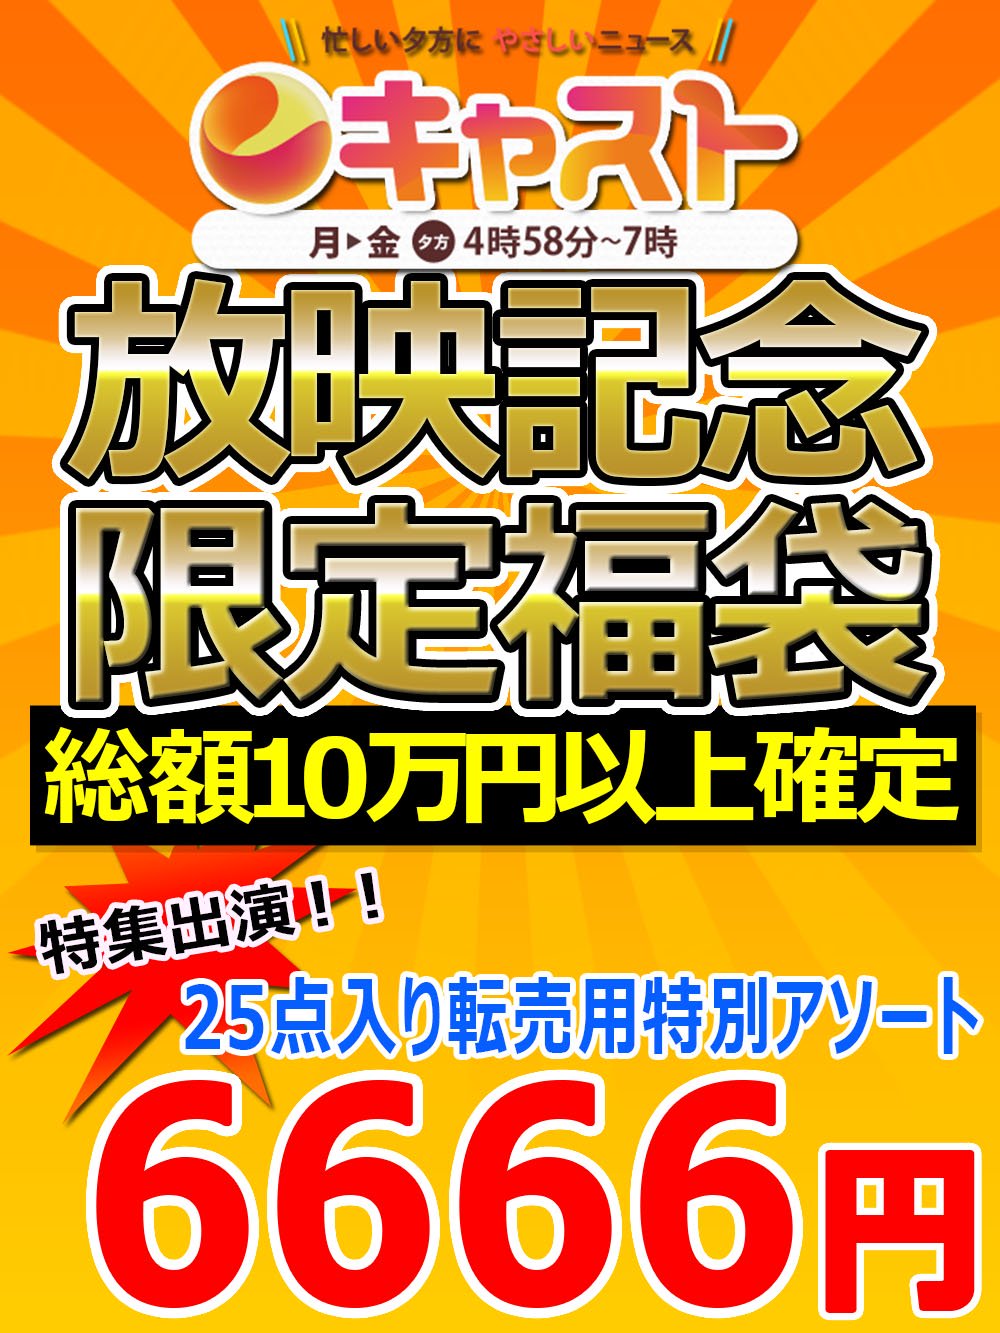 忙しい夕方に やさしいニュース
キャスト
月▶金 夕方 4時58分~7時
放映記念
限定福袋
総額10万円以上確定
特集出演！！
25点入り転売用特別アソート
6666円